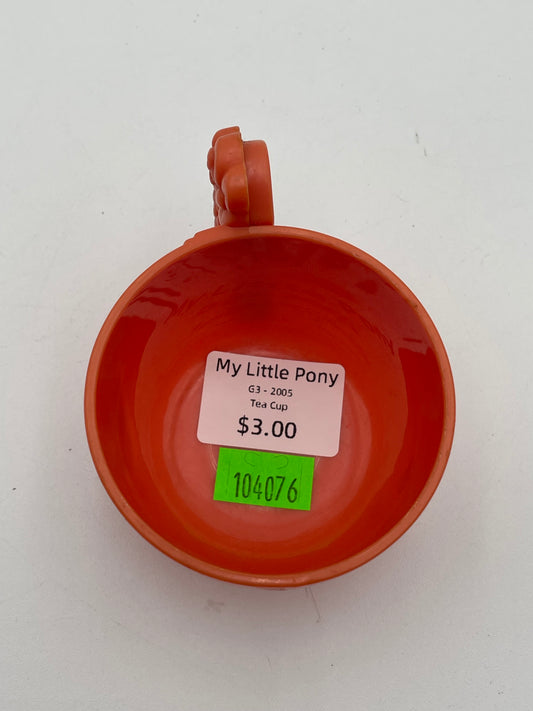 My Little Pony
G3 - 2005
Tea Cup
$3.00
104076